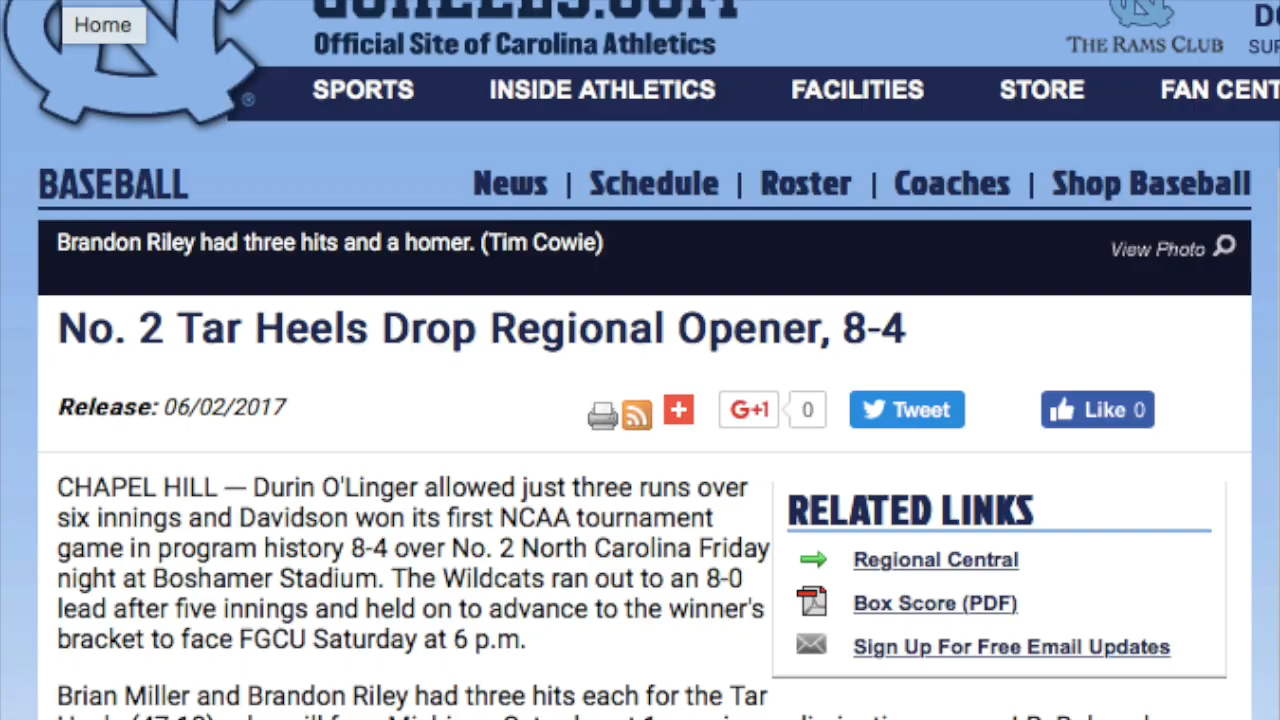 Home
GOHEELS.COM
Official Site of Carolina Athletics
THE RAMS CLUB
SPORTS INSIDE ATHLETICS FACILITIES STORE FAN CENT
BASEBALL
News | Schedule | Roster | Coaches | Shop Baseball
Brandon Riley had three hits and a homer. (Tim Cowie)
View Photo
No. 2 Tar Heels Drop Regional Opener, 8-4
Release: 06/02/2017
G+1 0 Tweet Like 0
CHAPEL HILL — Durin O'Linger allowed just three runs over
six innings and Davidson won its first NCAA tournament
game in program history 8-4 over No. 2 North Carolina Friday
night at Boshamer Stadium. The Wildcats ran out to an 8-0
lead after five innings and held on to advance to the winner's
bracket to face FGCU Saturday at 6 p.m.
Brian Miller and Brandon Riley had three hits each for the Tar
RELATED LINKS
Regional Central
Box Score (PDF)
Sign Up For Free Email Updates